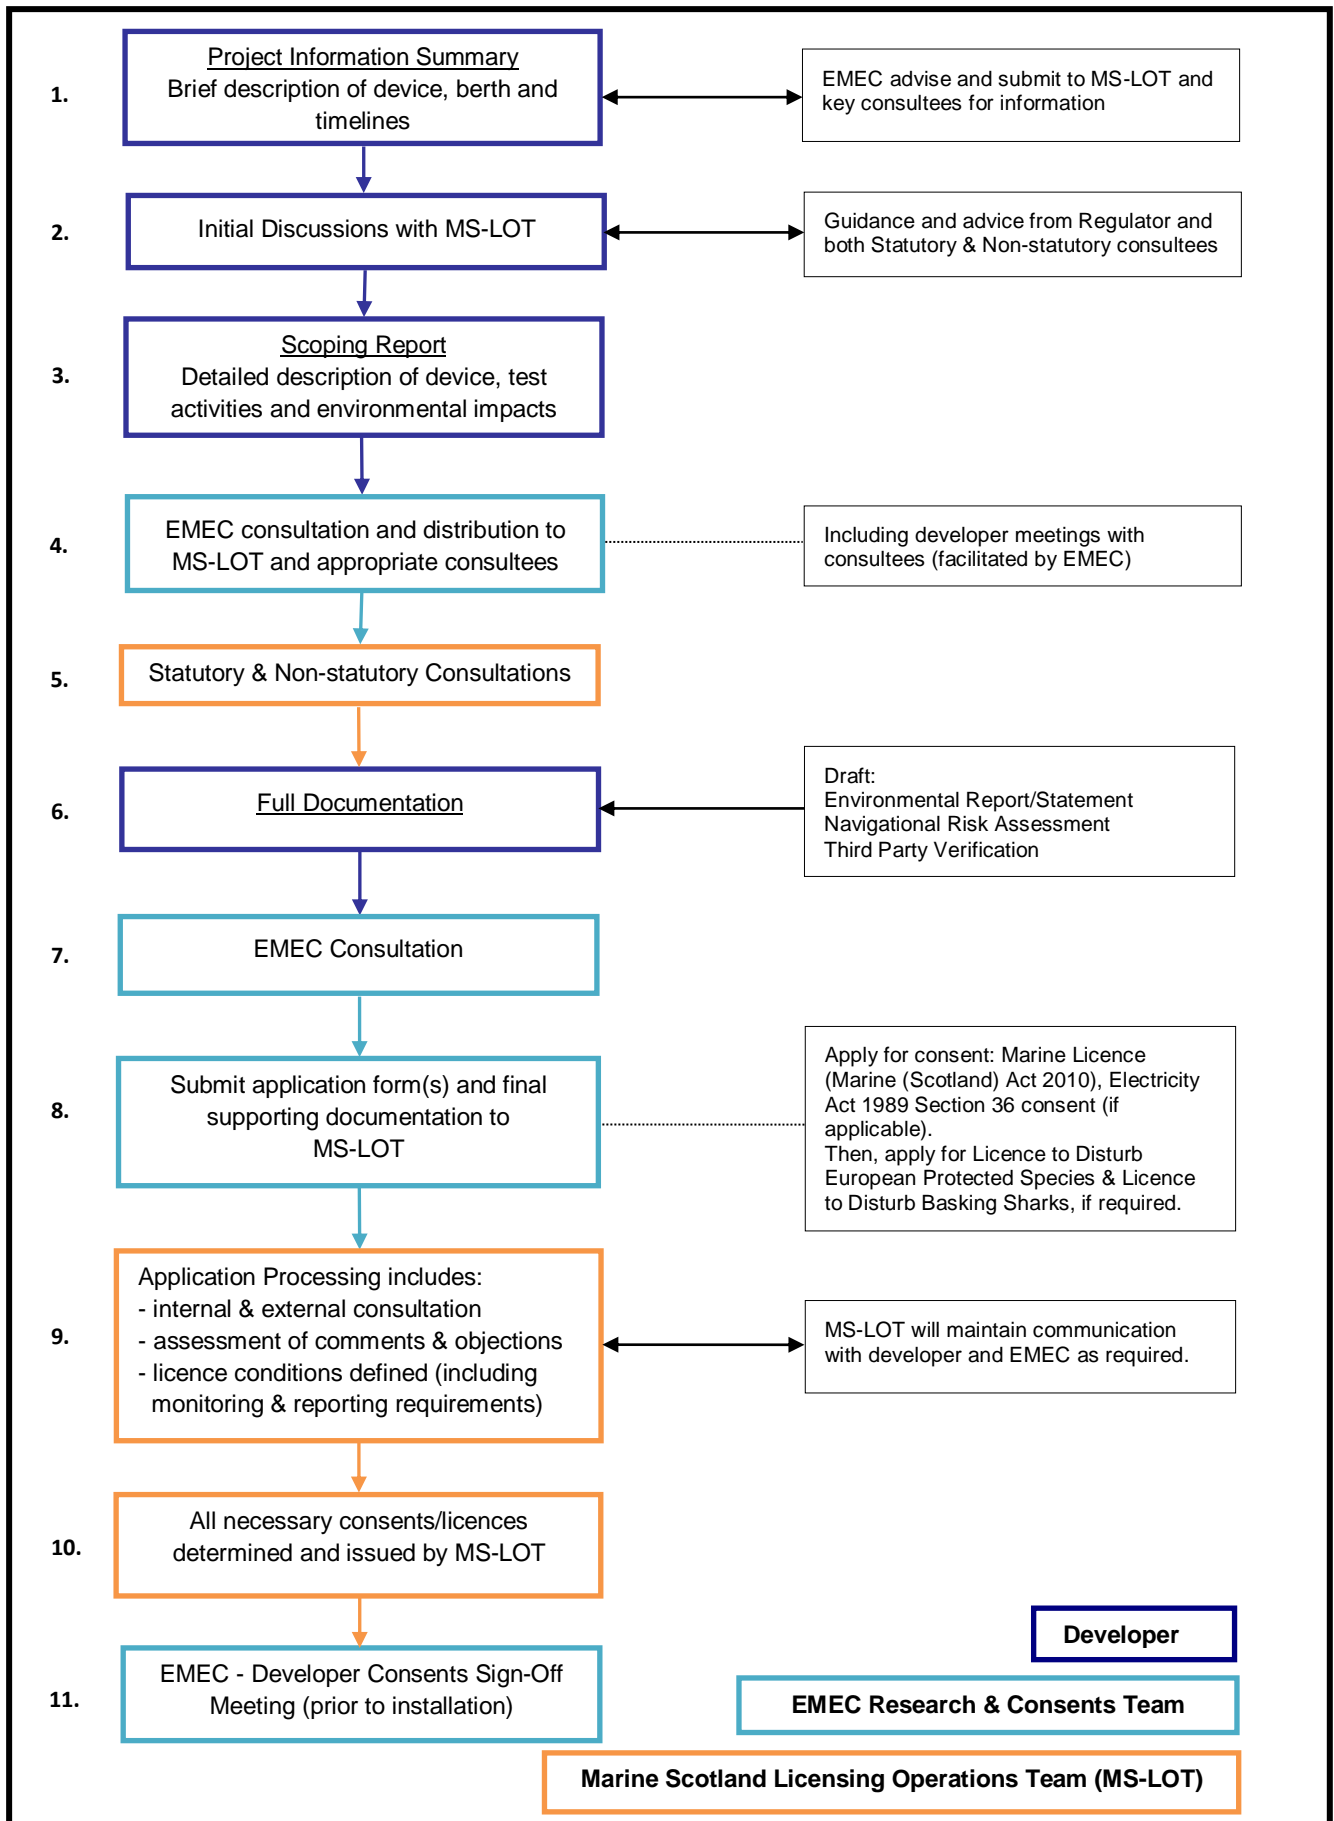 1.
Project Information Summary
Brief description of device, berth and
timelines
EMEC advise and submit to MS-LOT and
key consultees for information
2.
Initial Discussions with MS-LOT
Guidance and advice from Regulator and
both Statutory & Non-statutory consultees
3.
Scoping Report
Detailed description of device, test
activities and environmental impacts
4.
EMEC consultation and distribution to
MS-LOT and appropriate consultees
Including developer meetings with
consultees (facilitated by EMEC)
5.
Statutory & Non-statutory Consultations
6.
Full Documentation
Draft:
Environmental Report/Statement
Navigational Risk Assessment
Third Party Verification
7.
EMEC Consultation
8.
Submit application form(s) and final
supporting documentation to
MS-LOT
Apply for consent: Marine Licence
(Marine (Scotland) Act 2010), Electricity
Act 1989 Section 36 consent (if
applicable).
Then, apply for Licence to Disturb
European Protected Species & Licence
to Disturb Basking Sharks, if required.
9.
Application Processing includes:
- internal & external consultation
- assessment of comments & objections
- licence conditions defined (including
monitoring & reporting requirements)
MS-LOT will maintain communication
with developer and EMEC as required.
10.
All necessary consents/licences
determined and issued by MS-LOT
11.
EMEC - Developer Consents Sign-Off
Meeting (prior to installation)
Developer
EMEC Research & Consents Team
Marine Scotland Licensing Operations Team (MS-LOT)